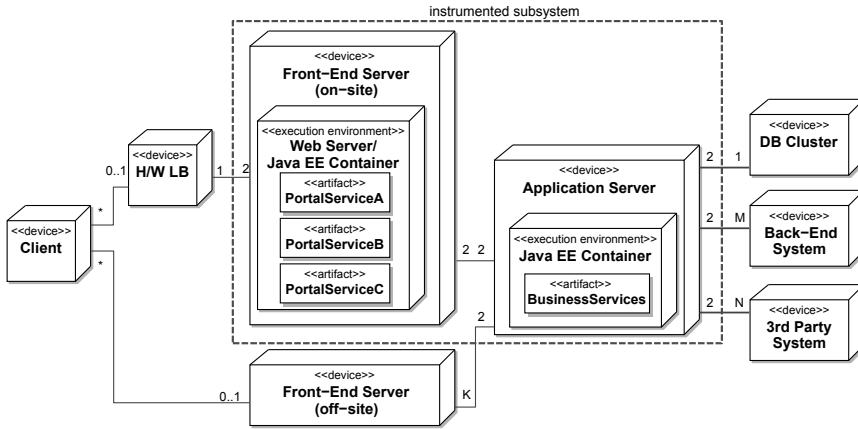 instrumented subsystem
<<device>>
Front−End Server
(on−site)
<<execution environment>>
Web Server/
Java EE Container
<<artifact>>
PortalServiceA
<<artifact>>
PortalServiceB
<<artifact>>
PortalServiceC
<<device>>
H/W LB
0..1
1
2
<<device>>
Client
*
*
<<device>>
Application Server
<<execution environment>>
Java EE Container
<<artifact>>
BusinessServices
2
2
2
K
<<device>>
Front−End Server
(off−site)
0..1
2
1
<<device>>
DB Cluster
2
M
<<device>>
Back−End
System
2
N
<<device>>
3rd Party
System